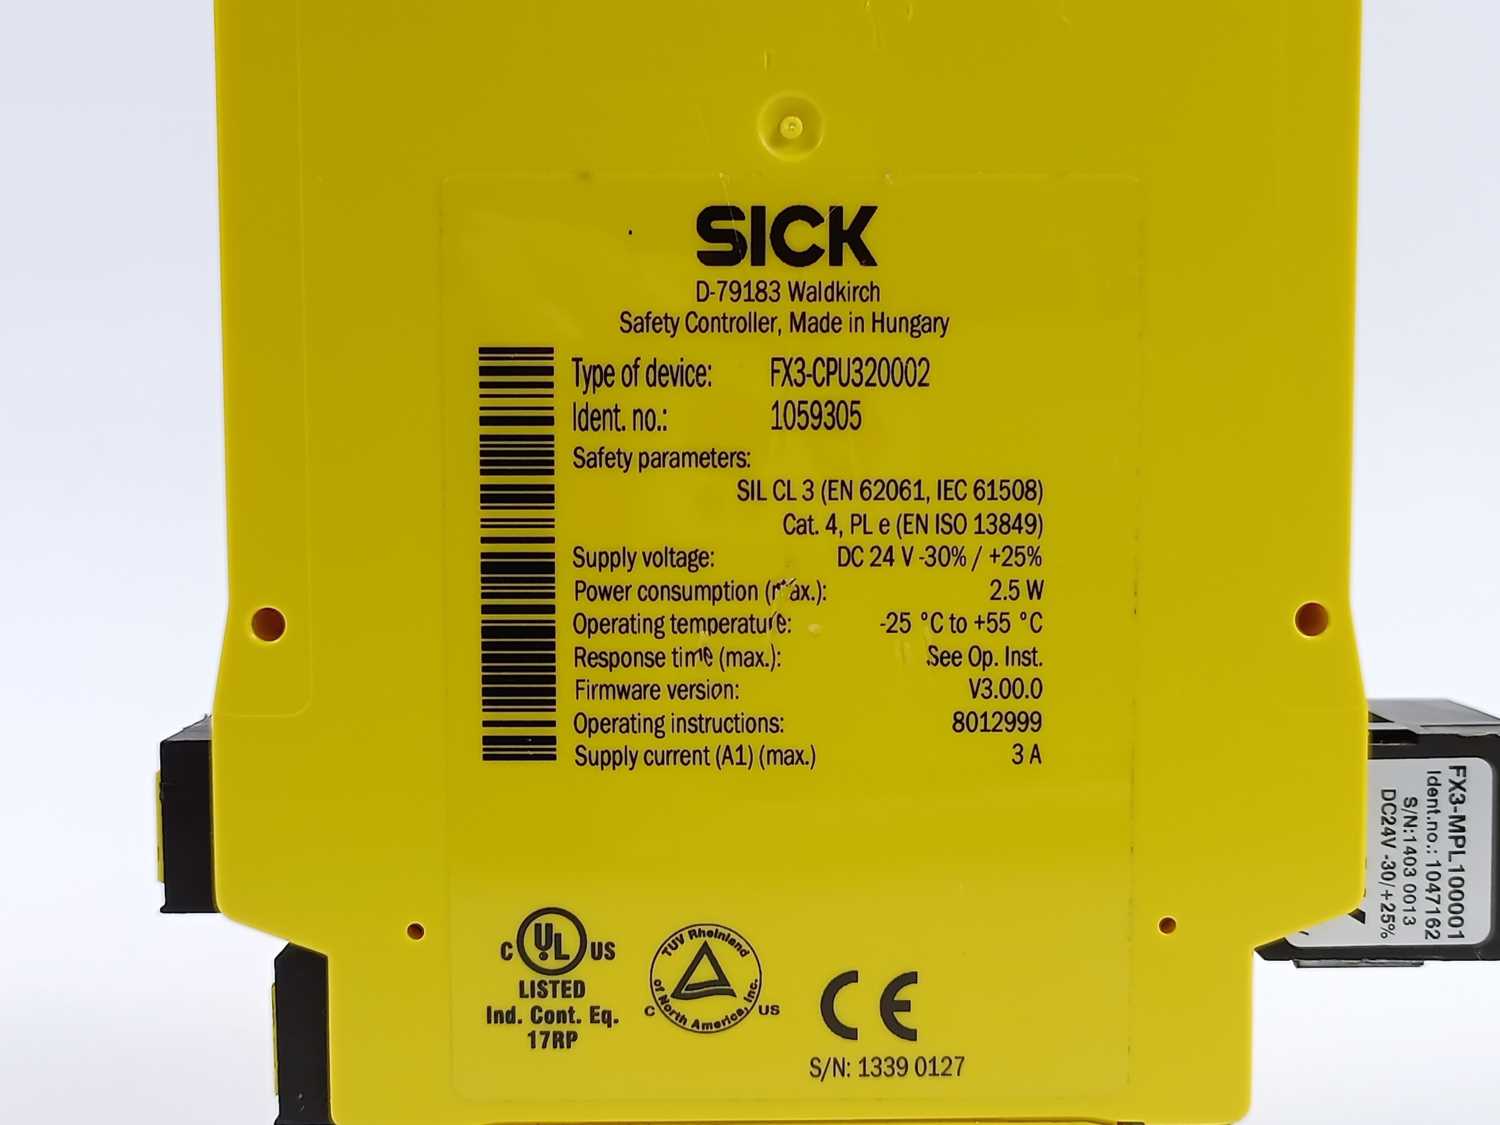 SICK
D-79183 Waldkirch
Safety Controller, Made in Hungary
Type of device: FX3-CPU320002
Ident. no.: 1059305
Safety parameters:
SIL CL 3 (EN 62061, IEC 61508)
Cat. 4, PL e (EN ISO 13849)
Supply voltage: DC 24 V -30% / +25%
Power consumption (max.): 2.5 W
Operating temperature: -25 °C to +55 °C
Response time (max.): See Op. Inst.
Firmware version: V3.00.0
Operating instructions: 8012999
Supply current (A1) (max.) 3 A
C UL US
LISTED
Ind. Cont. Eq.
17RP
TUV Rheinland
of North America, Inc.
C US
CE
S/N: 1339 0127
FX3-MPL100001
Ident.no.: 1047162
S/N:1403 0013
DC24V -30/+25%